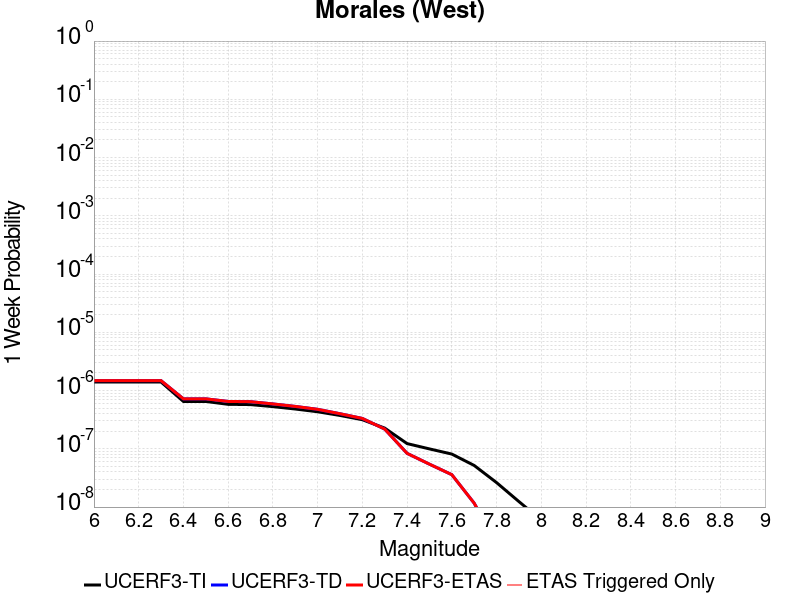 Morales (West)
10 0
10 -1
10 -2
10 -3
10 -4
10 -5
10 -6
10 -7
10 -8
1 Week Probability
6 6.2 6.4 6.6 6.8 7 7.2 7.4 7.6 7.8 8 8.2 8.4 8.6 8.8 9
Magnitude
UCERF3-TI UCERF3-TD UCERF3-ETAS ETAS Triggered Only